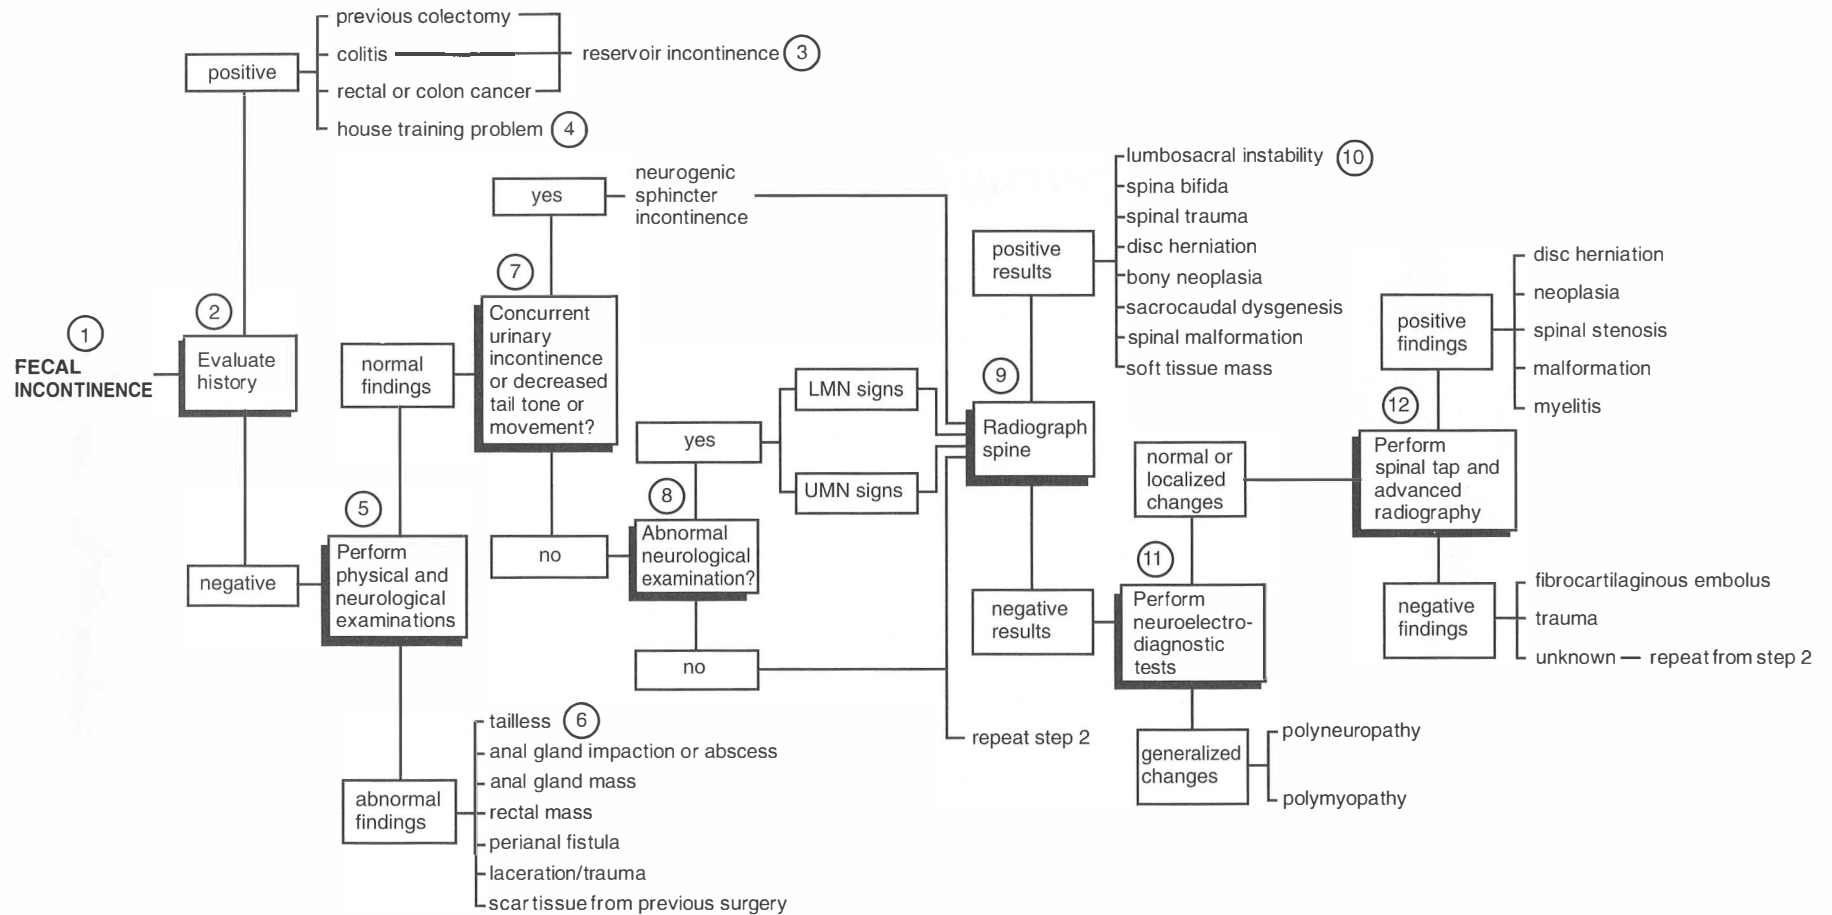 previous colectomy
colitis
rectal or colon cancer
house training problem
4
reservoir incontinence
3
positive
1
FECAL
INCONTINENCE
2
Evaluate
history
negative
5
Perform
physical and
neurological
examinations
normal
findings
abnormal
findings
tailless
6
anal gland impaction or abscess
anal gland mass
rectal mass
perianal fistula
laceration/trauma
scar tissue from previous surgery
7
Concurrent
urinary
incontinence
or decreased
tail tone or
movement?
yes
neurogenic
sphincter
incontinence
no
8
Abnormal
neurological
examination?
yes
LMN signs
UMN signs
no
repeat step 2
9
Radiograph
spine
positive
results
lumbosacral instability
10
spina bifida
spinal trauma
disc herniation
bony neoplasia
sacrocaudal dysgenesis
spinal malformation
soft tissue mass
negative
results
11
Perform
neuroelectro-
diagnostic
tests
normal or
localized
changes
generalized
changes
polyneuropathy
polymyopathy
12
Perform
spinal tap and
advanced
radiography
positive
findings
disc herniation
neoplasia
spinal stenosis
malformation
myelitis
negative
findings
fibrocartilaginous embolus
trauma
unknown — repeat from step 2